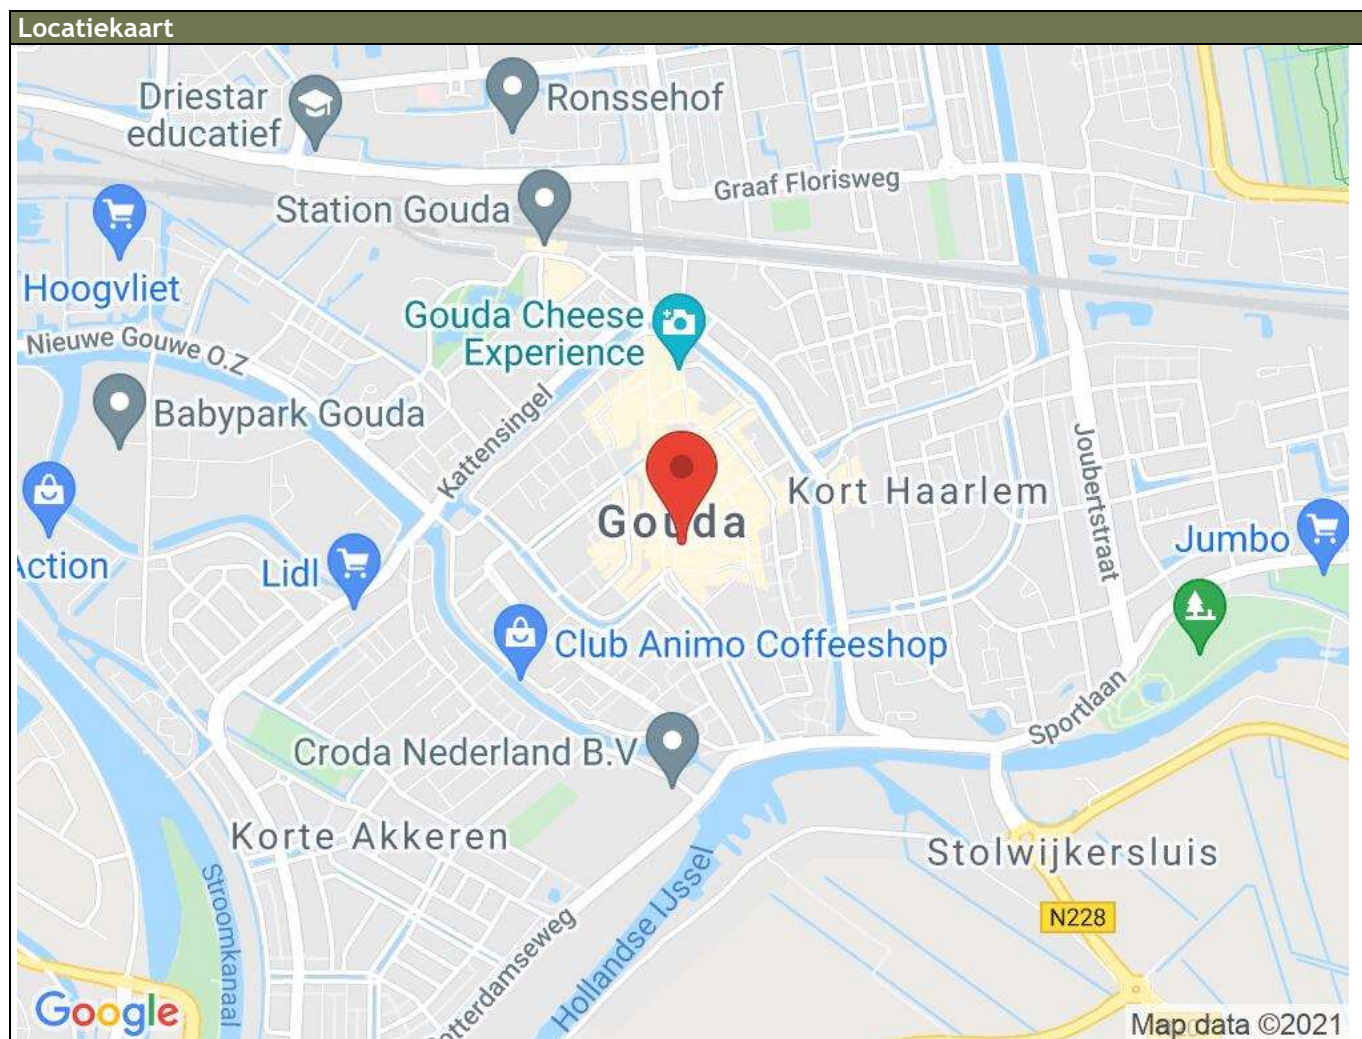 Locatiekaart
Driestar
educatief
Ronssehof
Graaf Florisweg
Station Gouda
Hoogvliet
Gouda Cheese
Experience
Nieuwe Gouwe O.Z
Babypark Gouda
Kattensingel
Joubertstraat
Kort Haarlem
Gouda
Jumbo
Action
Lidl
Club Animo Coffeeshop
Sportlaan
Croda Nederland B.V
Korte Akkeren
Stolwijkersluis
Stroomkanaal
Hollandse IJssel
N228
otterdamseweg
Google
Map data ©2021